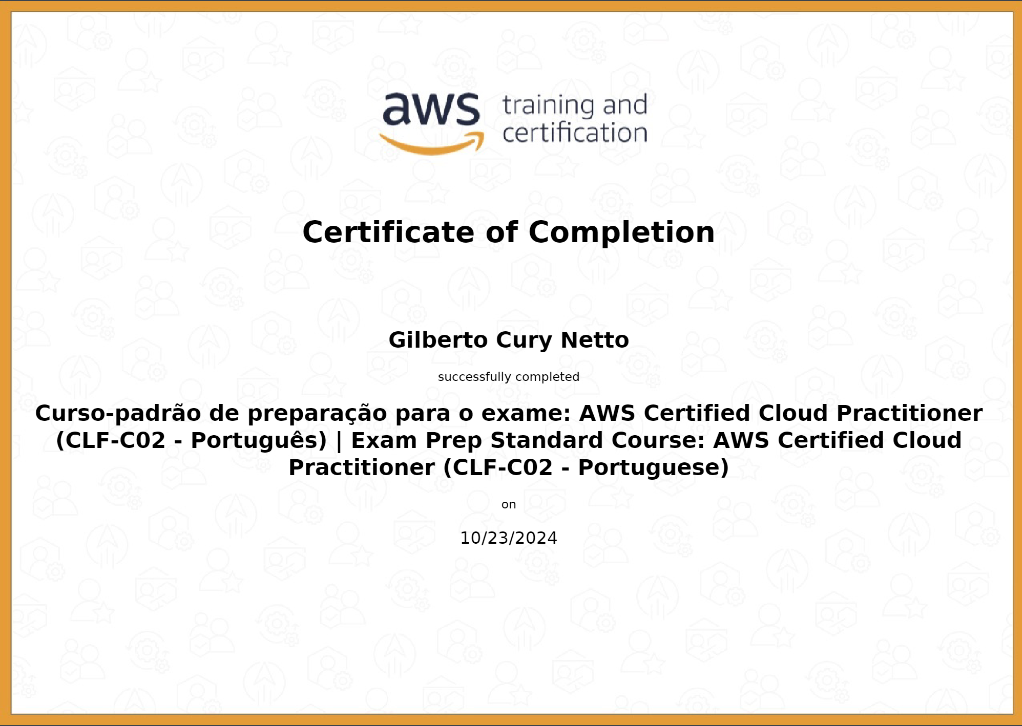 aws training and
certification
Certificate of Completion
Gilberto Cury Netto
successfully completed
Curso-padrão de preparação para o exame: AWS Certified Cloud Practitioner
(CLF-C02 - Português) | Exam Prep Standard Course: AWS Certified Cloud
Practitioner (CLF-C02 - Portuguese)
on
10/23/2024